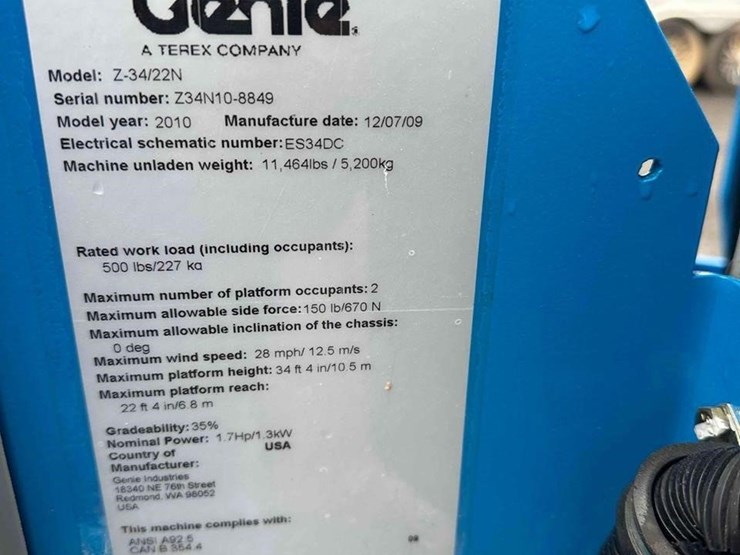 Genie.
A TEREX COMPANY
Model: Z-34/22N
Serial number: Z34N10-8849
Model year: 2010 Manufacture date: 12/07/09
Electrical schematic number: ES34DC
Machine unladen weight: 11,464lbs / 5,200kg
Rated work load (including occupants):
500 lbs/227 kg
Maximum number of platform occupants: 2
Maximum allowable side force: 150 lb/670 N
Maximum allowable inclination of the chassis:
0 deg
Maximum wind speed: 28 mph/ 12.5 m/s
Maximum platform height: 34 ft 4 in/10.5 m
Maximum platform reach:
22 ft 4 in/6.8 m
Gradeability: 35%
Nominal Power: 1.7Hp/1.3kW
Country of USA
Manufacturer:
Genie Industries
18340 NE 76th Street
Redmond, WA 98052
USA
This machine complies with:
ANSI A92.5
CAN B 354.4